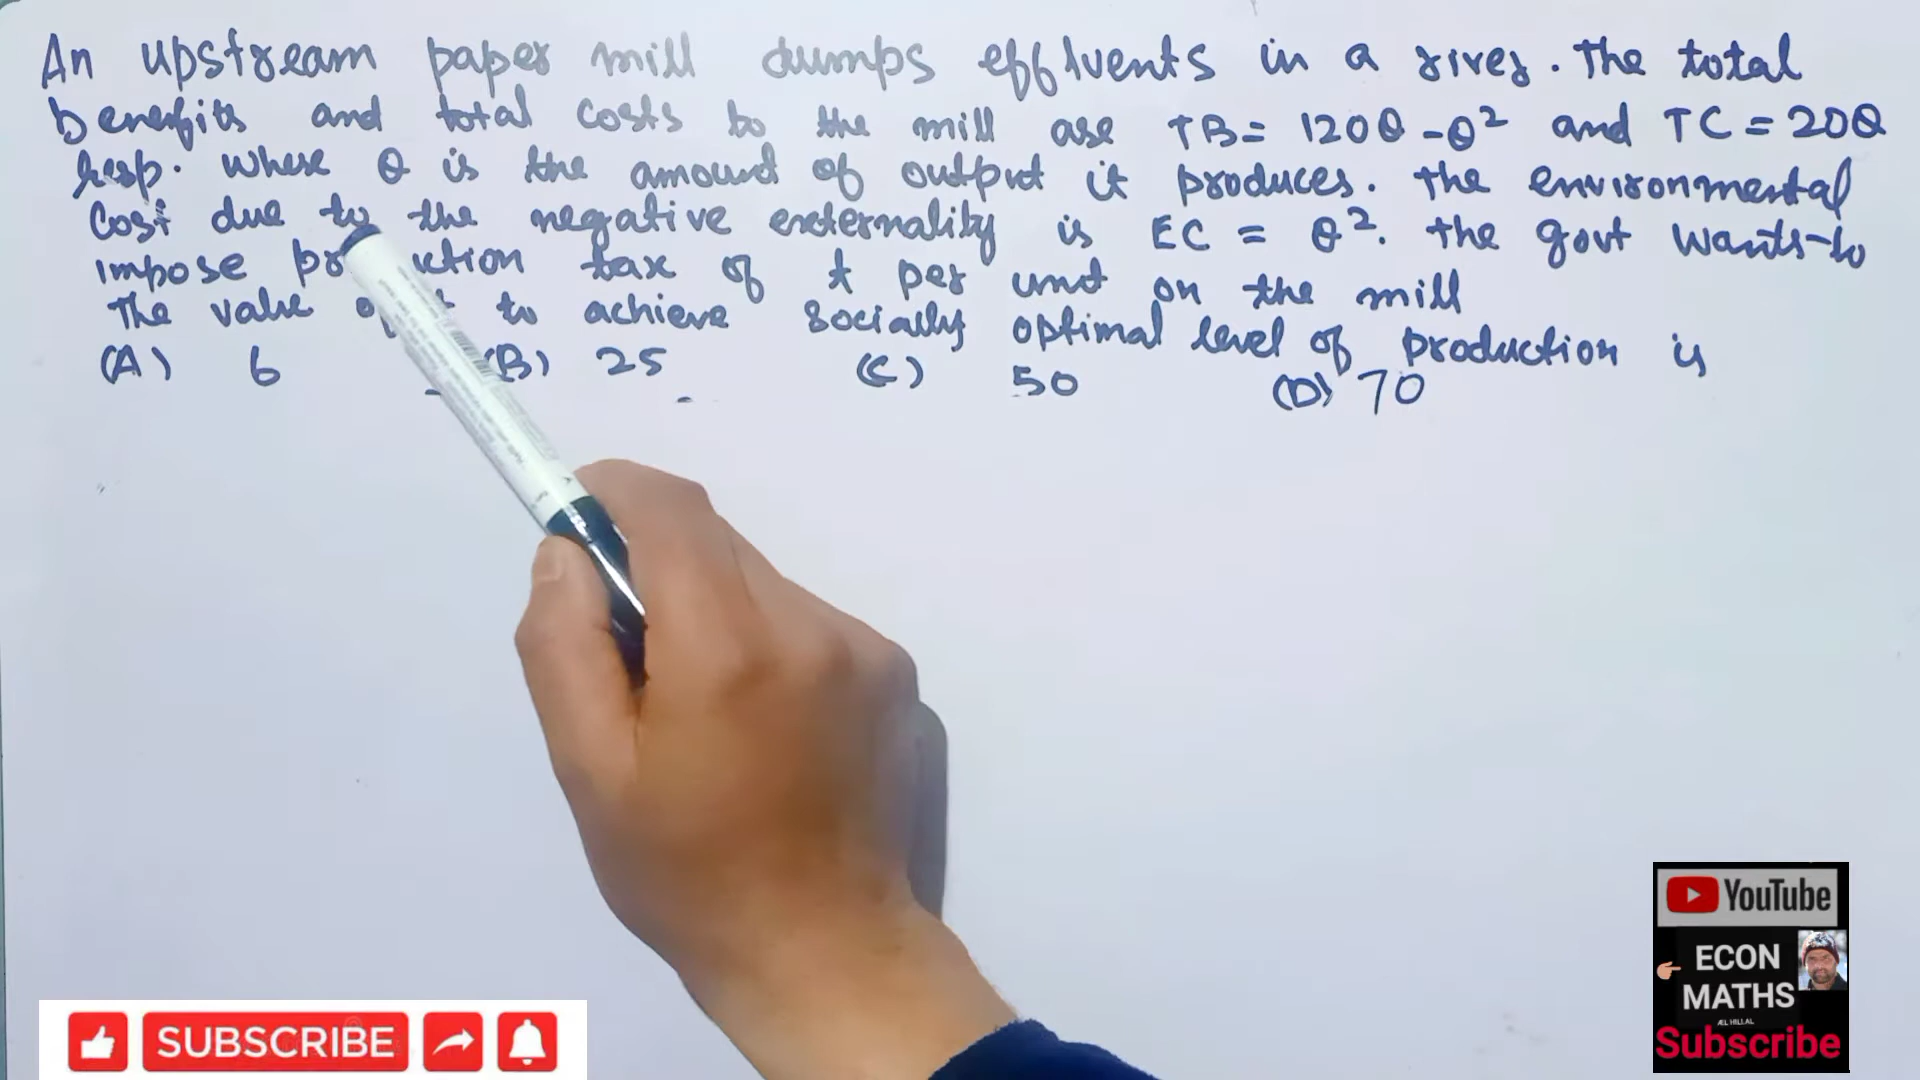 An upstream paper mill dumps effluents in a river. The total
benefits and total costs to the mill are TB = 120Q - Q² and TC = 20Q
resp. where Q is the amount of output it produces. The environmental
Cost due to the negative externality is EC = Q². The govt wants to
impose pr uction tax of t per unit on the mill
The value to achieve socially optimal level of production is
(A) 6 (B) 25 (C) 50 (D) 70
YouTube
ECON
MATHS
ÆL HILLAL
Subscribe
SUBSCRIBE